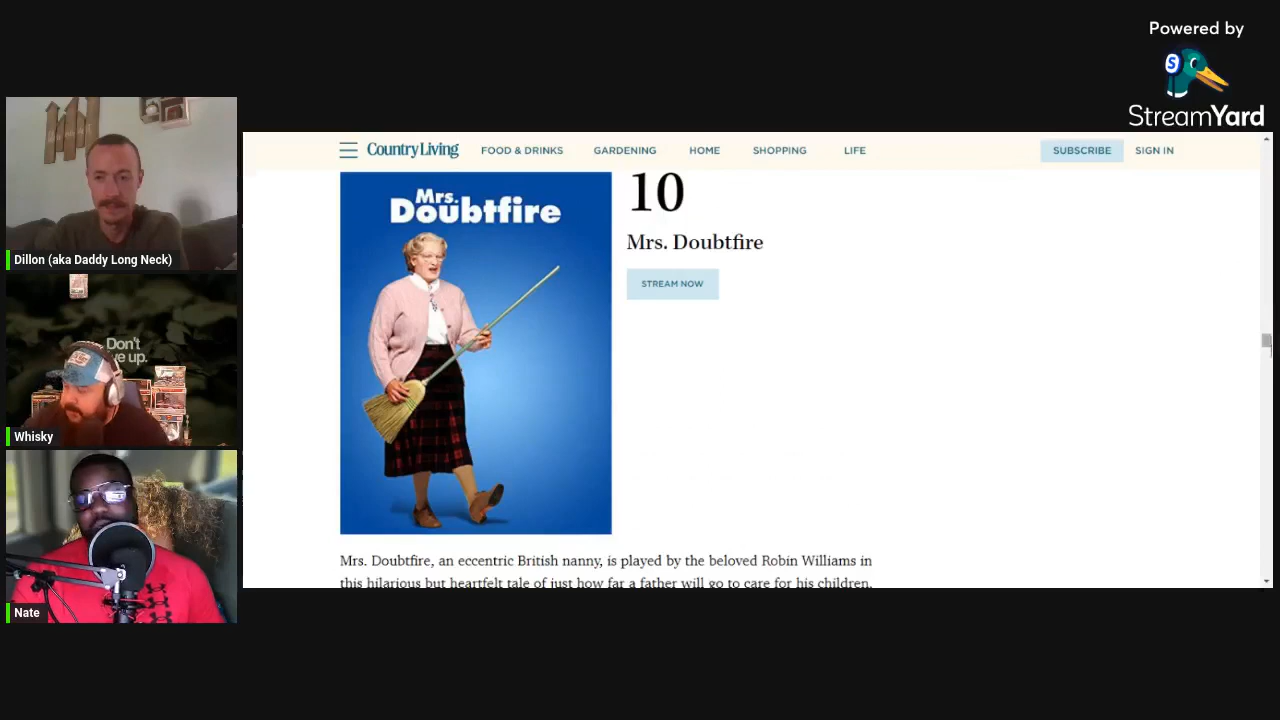 Powered by
StreamYard
CountryLiving FOOD & DRINKS GARDENING HOME SHOPPING LIFE SUBSCRIBE SIGN IN
Mrs.
Doubtfire
10
Mrs. Doubtfire
STREAM NOW
Mrs. Doubtfire, an eccentric British nanny, is played by the beloved Robin Williams in
this hilarious but heartfelt tale of just how far a father will go to care for his children.
Dillon (aka Daddy Long Neck)
Don't
up.
Whisky
Nate